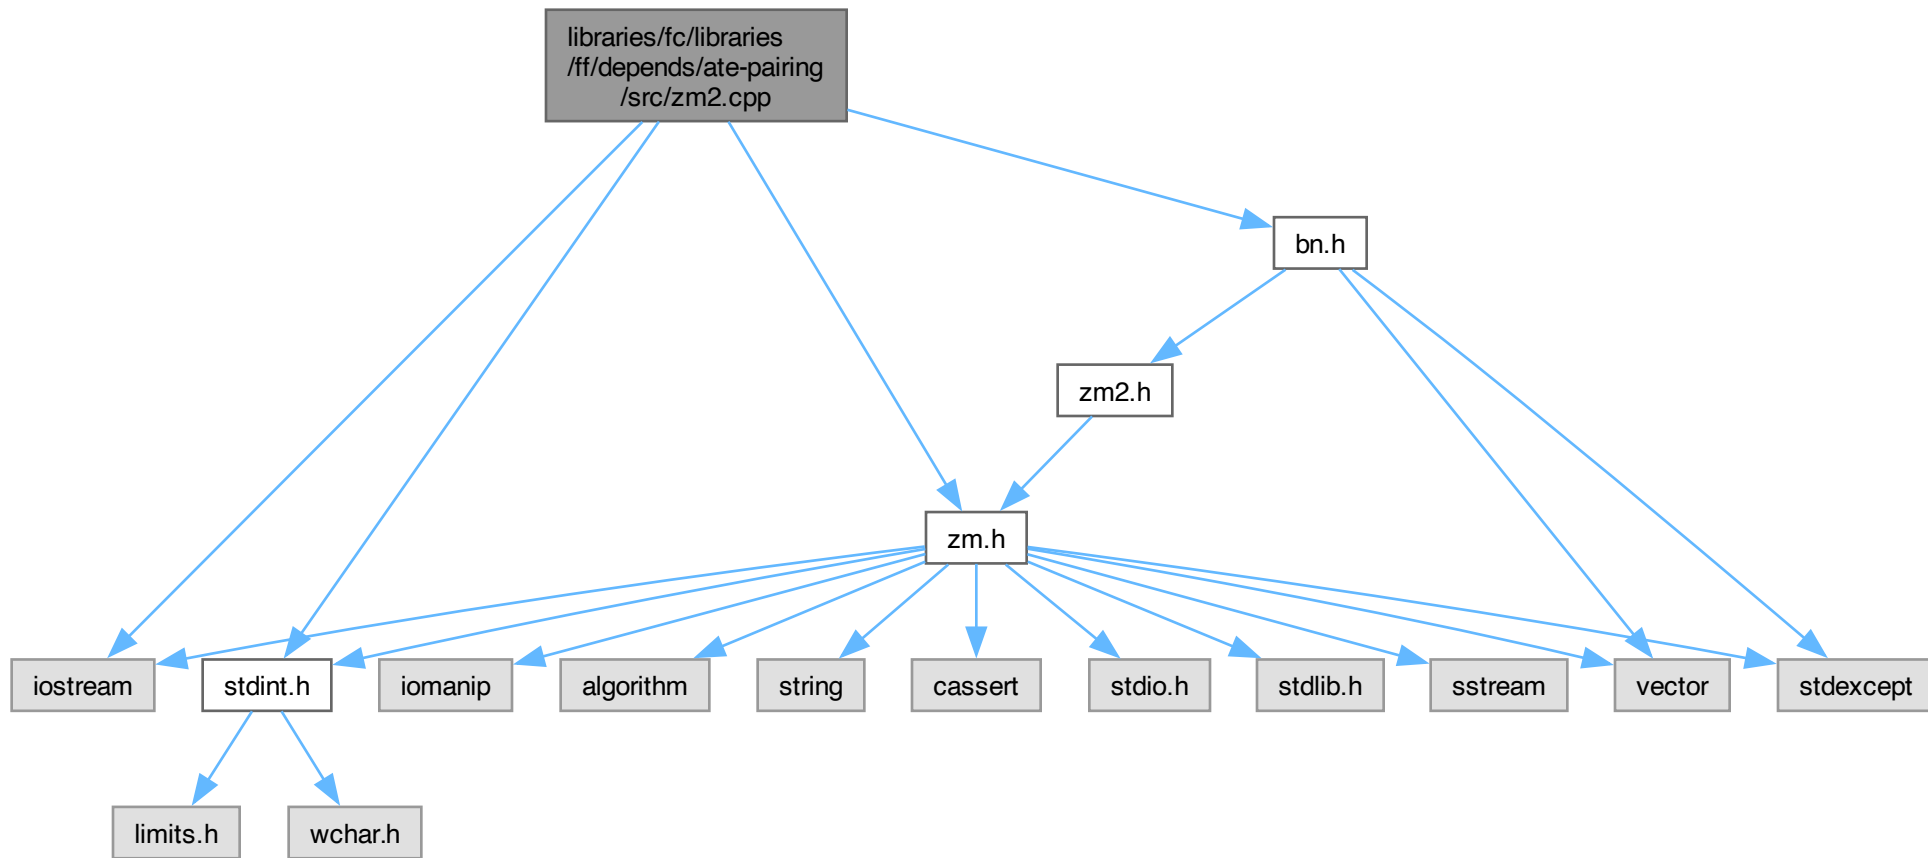 libraries/fc/libraries
/ff/depends/ate-pairing
/src/zm2.cpp
bn.h
zm2.h
zm.h
iostream
stdint.h
iomanip
algorithm
string
cassert
stdio.h
stdlib.h
sstream
vector
stdexcept
limits.h
wchar.h